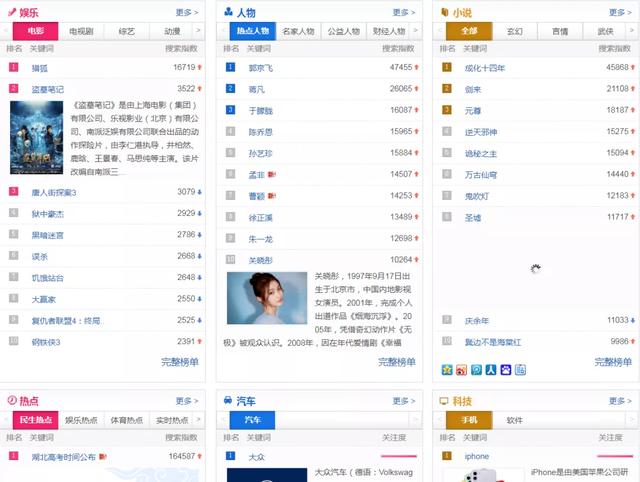 娱乐 更多 >
电影 电视剧 综艺 动漫 >
排名 关键词 搜索指数
1 猎狐 16719
2 盗墓笔记 3522
《盗墓笔记》是由上海电影（集团）
有限公司、乐视影业（北京）有限公
司、南派泛娱有限公司联合出品的动
作探险片，由李仁港执导，井柏然、
鹿晗、王景春、马思纯等主演。该片
改编自南派三...
3 唐人街探案3 3079
4 狱中豪杰 2929
5 黑暗迷宫 2786
6 误杀 2668
7 饥饿站台 2648
8 大赢家 2550
9 复仇者联盟4：终局 2525
10 钢铁侠3 2391
完整榜单
人物 更多 >
< 热点人物 名家人物 公益人物 财经人物 >
排名 关键词 搜索指数
1 郭京飞 47455
2 蒋凡 26065
3 于朦胧 16087
4 陈乔恩 15965
5 孙艺珍 15884
6 孟非 14507
7 曹颖 14253
8 徐正溪 13489
9 朱一龙 12698
10 关晓彤 10264
关晓彤，1997年9月17日出
生于北京市，中国内地影视
女演员。2001年，完成个人
出道作品《烟海沉浮》。2
005年，凭借奇幻动作片《无
极》被观众认识。2008年，因在年代爱情剧《幸福
完整榜单
小说 更多 >
< 全部 玄幻 言情 武侠 >
排名 关键词 搜索指数
1 成化十四年 45868
2 剑来 21108
3 元尊 18187
4 逆天邪神 15275
5 诡秘之主 15094
6 万古仙穹 14440
7 鬼吹灯 12183
8 圣墟 11717
9 庆余年 11033
10 鬓边不是海棠红 9986
完整榜单
热点 更多 >
民生热点 娱乐热点 体育热点 实时热点 >
排名 关键词 搜索指数
1 湖北高考时间公布 164587
汽车 更多 >
< 汽车 >
排名 关键词 关注度
1 大众
大众汽车（德语：Volkswag
科技 更多 >
< 手机 软件 >
排名 关键词 关注度
1 iphone
iPhone是由美国苹果公司研